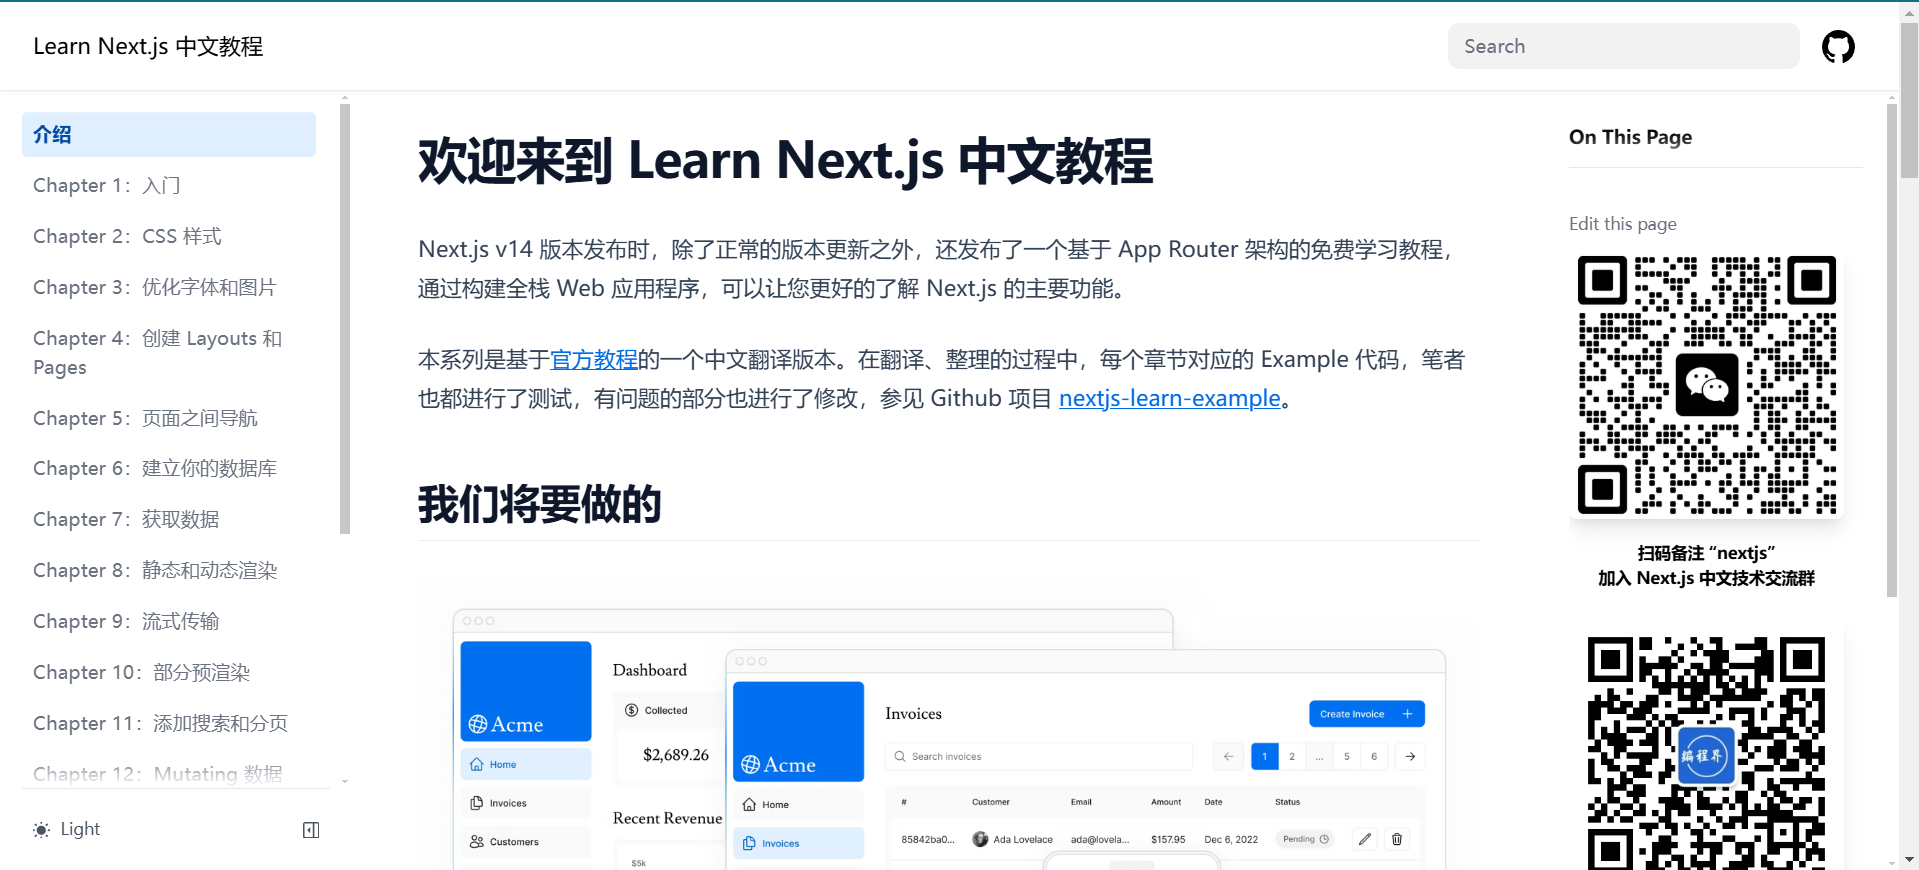 Learn Next.js 中文教程
Search
介绍
Chapter 1：入门
Chapter 2：CSS 样式
Chapter 3：优化字体和图片
Chapter 4：创建 Layouts 和
Pages
Chapter 5：页面之间导航
Chapter 6：建立你的数据库
Chapter 7：获取数据
Chapter 8：静态和动态渲染
Chapter 9：流式传输
Chapter 10：部分预渲染
Chapter 11：添加搜索和分页
Chapter 12：Mutating 数据
Light
欢迎来到 Learn Next.js 中文教程
Next.js v14 版本发布时，除了正常的版本更新之外，还发布了一个基于 App Router 架构的免费学习教程，
通过构建全栈 Web 应用程序，可以让您更好的了解 Next.js 的主要功能。
本系列是基于官方教程的一个中文翻译版本。在翻译、整理的过程中，每个章节对应的 Example 代码，笔者
也都进行了测试，有问题的部分也进行了修改，参见 Github 项目 nextjs-learn-example。
我们将要做的
Acme
Home
Invoices
Customers
Dashboard
Collected
$2,689.26
Recent Revenue
$5k
Acme
Home
Invoices
Invoices
Create Invoice +
Search invoices
1 2 ... 5 6
# Customer Email Amount Date Status
85842ba0... Ada Lovelace ada@lovela... $157.95 Dec 6, 2022 Pending
On This Page
Edit this page
扫码备注 “nextjs”
加入 Next.js 中文技术交流群
编程界